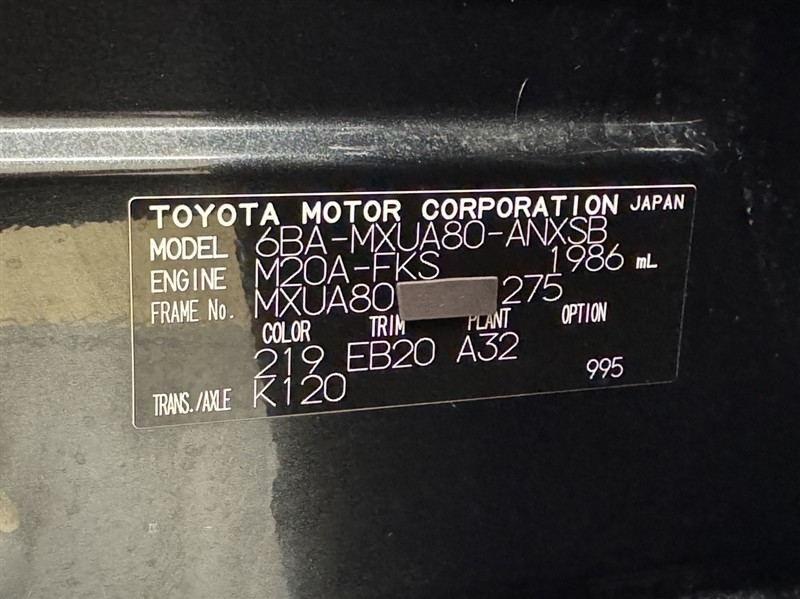 TOYOTA MOTOR CORPORATION JAPAN
MODEL 6BA-MXUA80-ANXSB
ENGINE M20A-FKS 1986 mL
FRAME No. MXUA80 275
COLOR TRIM PLANT OPTION
219 EB20 A32
TRANS./AXLE K120 995